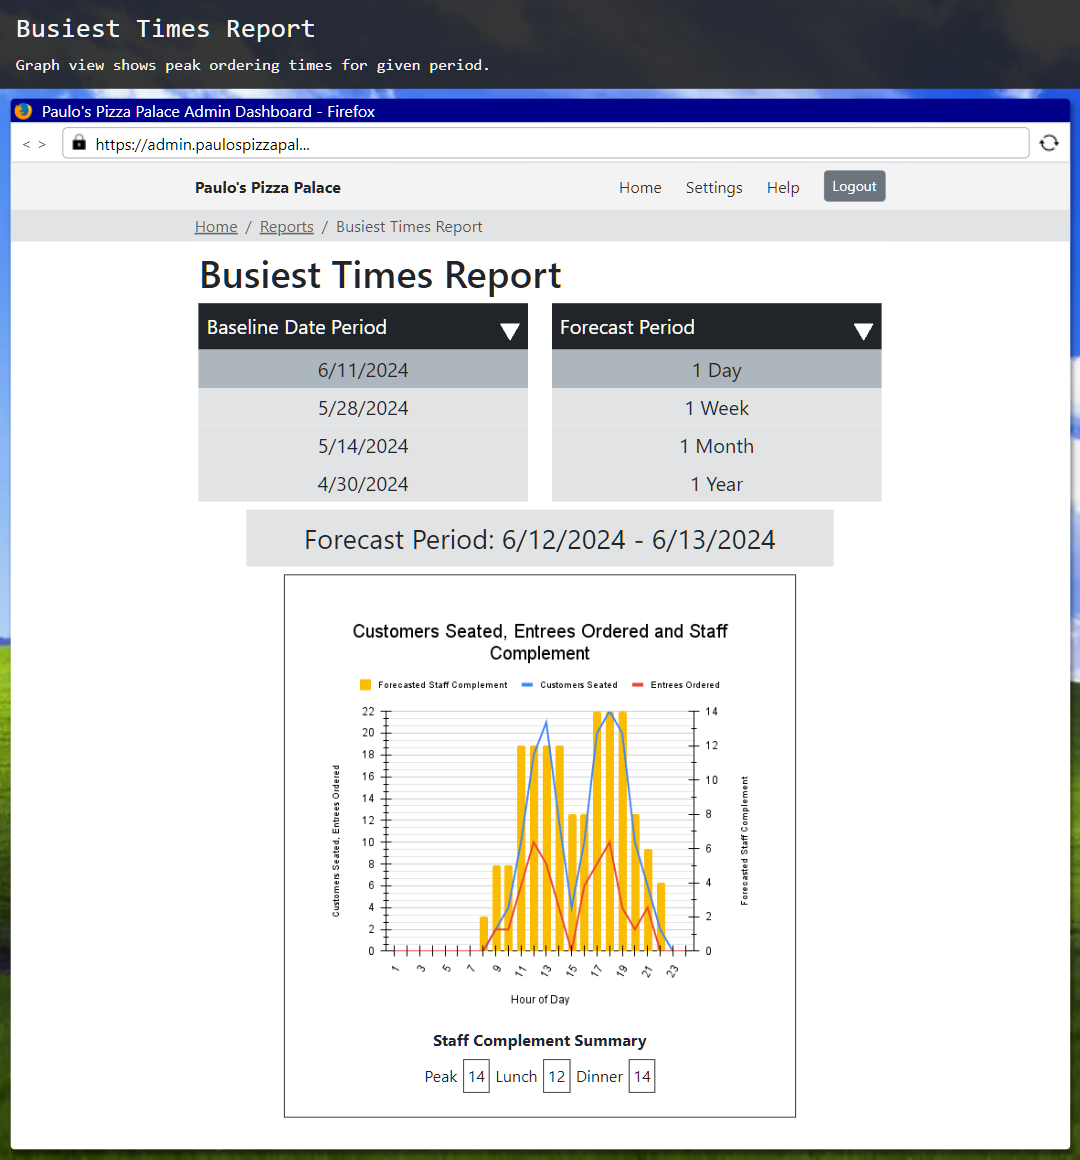 Busiest Times Report
Graph view shows peak ordering times for given period.
Paulo's Pizza Palace Admin Dashboard - Firefox
< > https://admin.paulospizzapal...
Paulo's Pizza Palace Home Settings Help Logout
Home / Reports / Busiest Times Report
Busiest Times Report
Baseline Date Period Forecast Period
6/11/2024 1 Day
5/28/2024 1 Week
5/14/2024 1 Month
4/30/2024 1 Year
Forecast Period: 6/12/2024 - 6/13/2024
Customers Seated, Entrees Ordered and Staff
Complement
Forecasted Staff Complement Customers Seated Entrees Ordered
Customers Seated, Entrees Ordered
22
20
18
16
14
12
10
8
6
4
2
0
14
12
10
8
6
4
2
0
Forecasted Staff Complement
1 3 5 7 9 11 13 15 17 19 21 23
Hour of Day
Staff Complement Summary
Peak 14 Lunch 12 Dinner 14